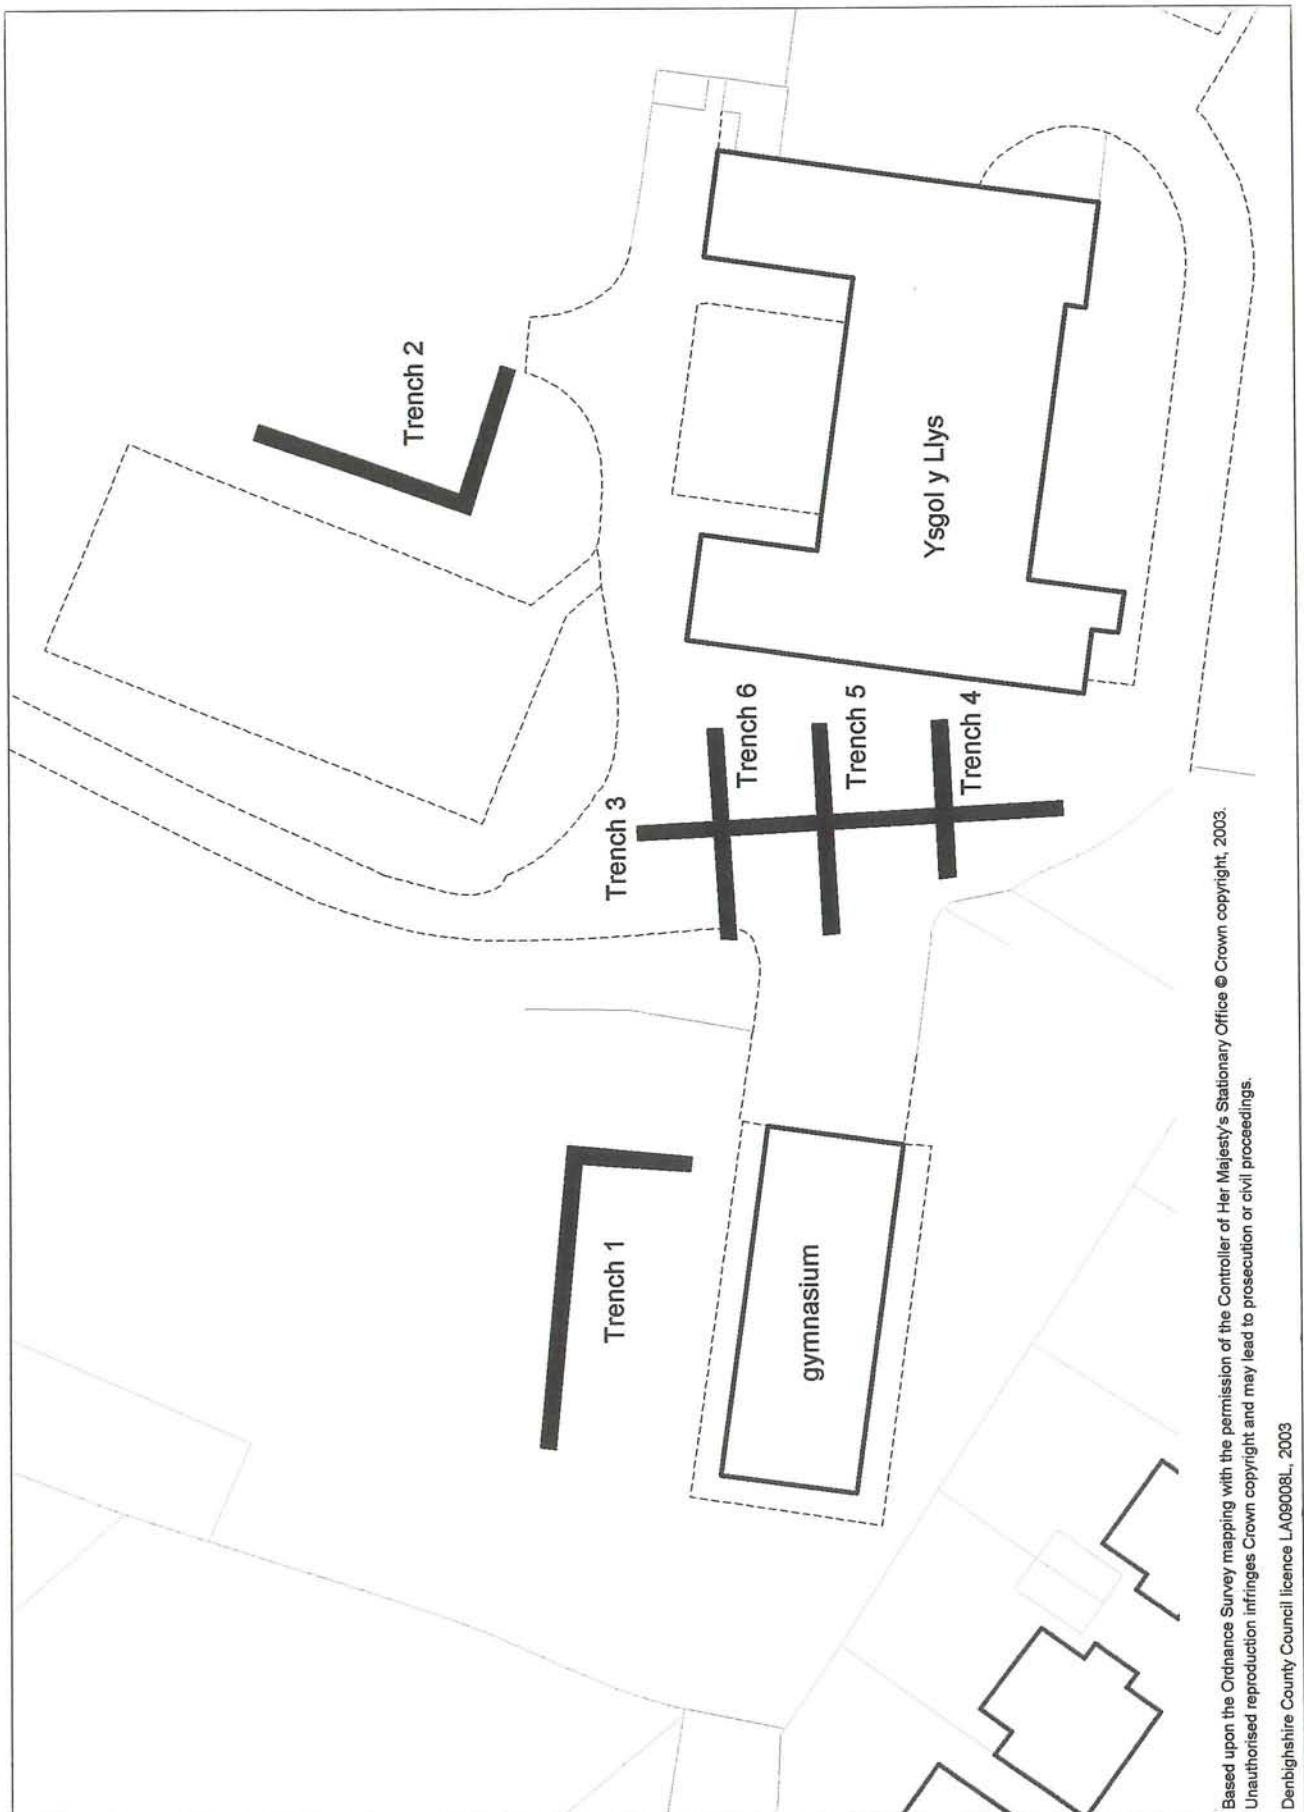 Trench 2
Ysgol y Llys
Trench 6
Trench 5
Trench 4
Trench 3
Trench 1
gymnasium
Based upon the Ordnance Survey mapping with the permission of the Controller of Her Majesty's Stationary Office © Crown copyright, 2003.
Unauthorised reproduction infringes Crown copyright and may lead to prosecution or civil proceedings.
Denbighshire County Council licence LA09008L, 2003